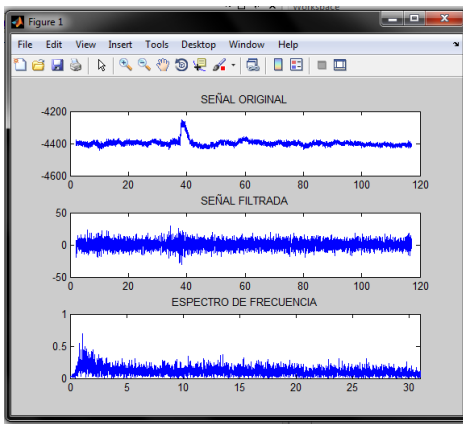 Workspace
Figure 1
File Edit View Insert Tools Desktop Window Help
SEÑAL ORIGINAL
-4200
-4400
-4600
0 20 40 60 80 100 120
SEÑAL FILTRADA
50
0
-50
0 20 40 60 80 100 120
ESPECTRO DE FRECUENCIA
1
0.5
0
0 5 10 15 20 25 30